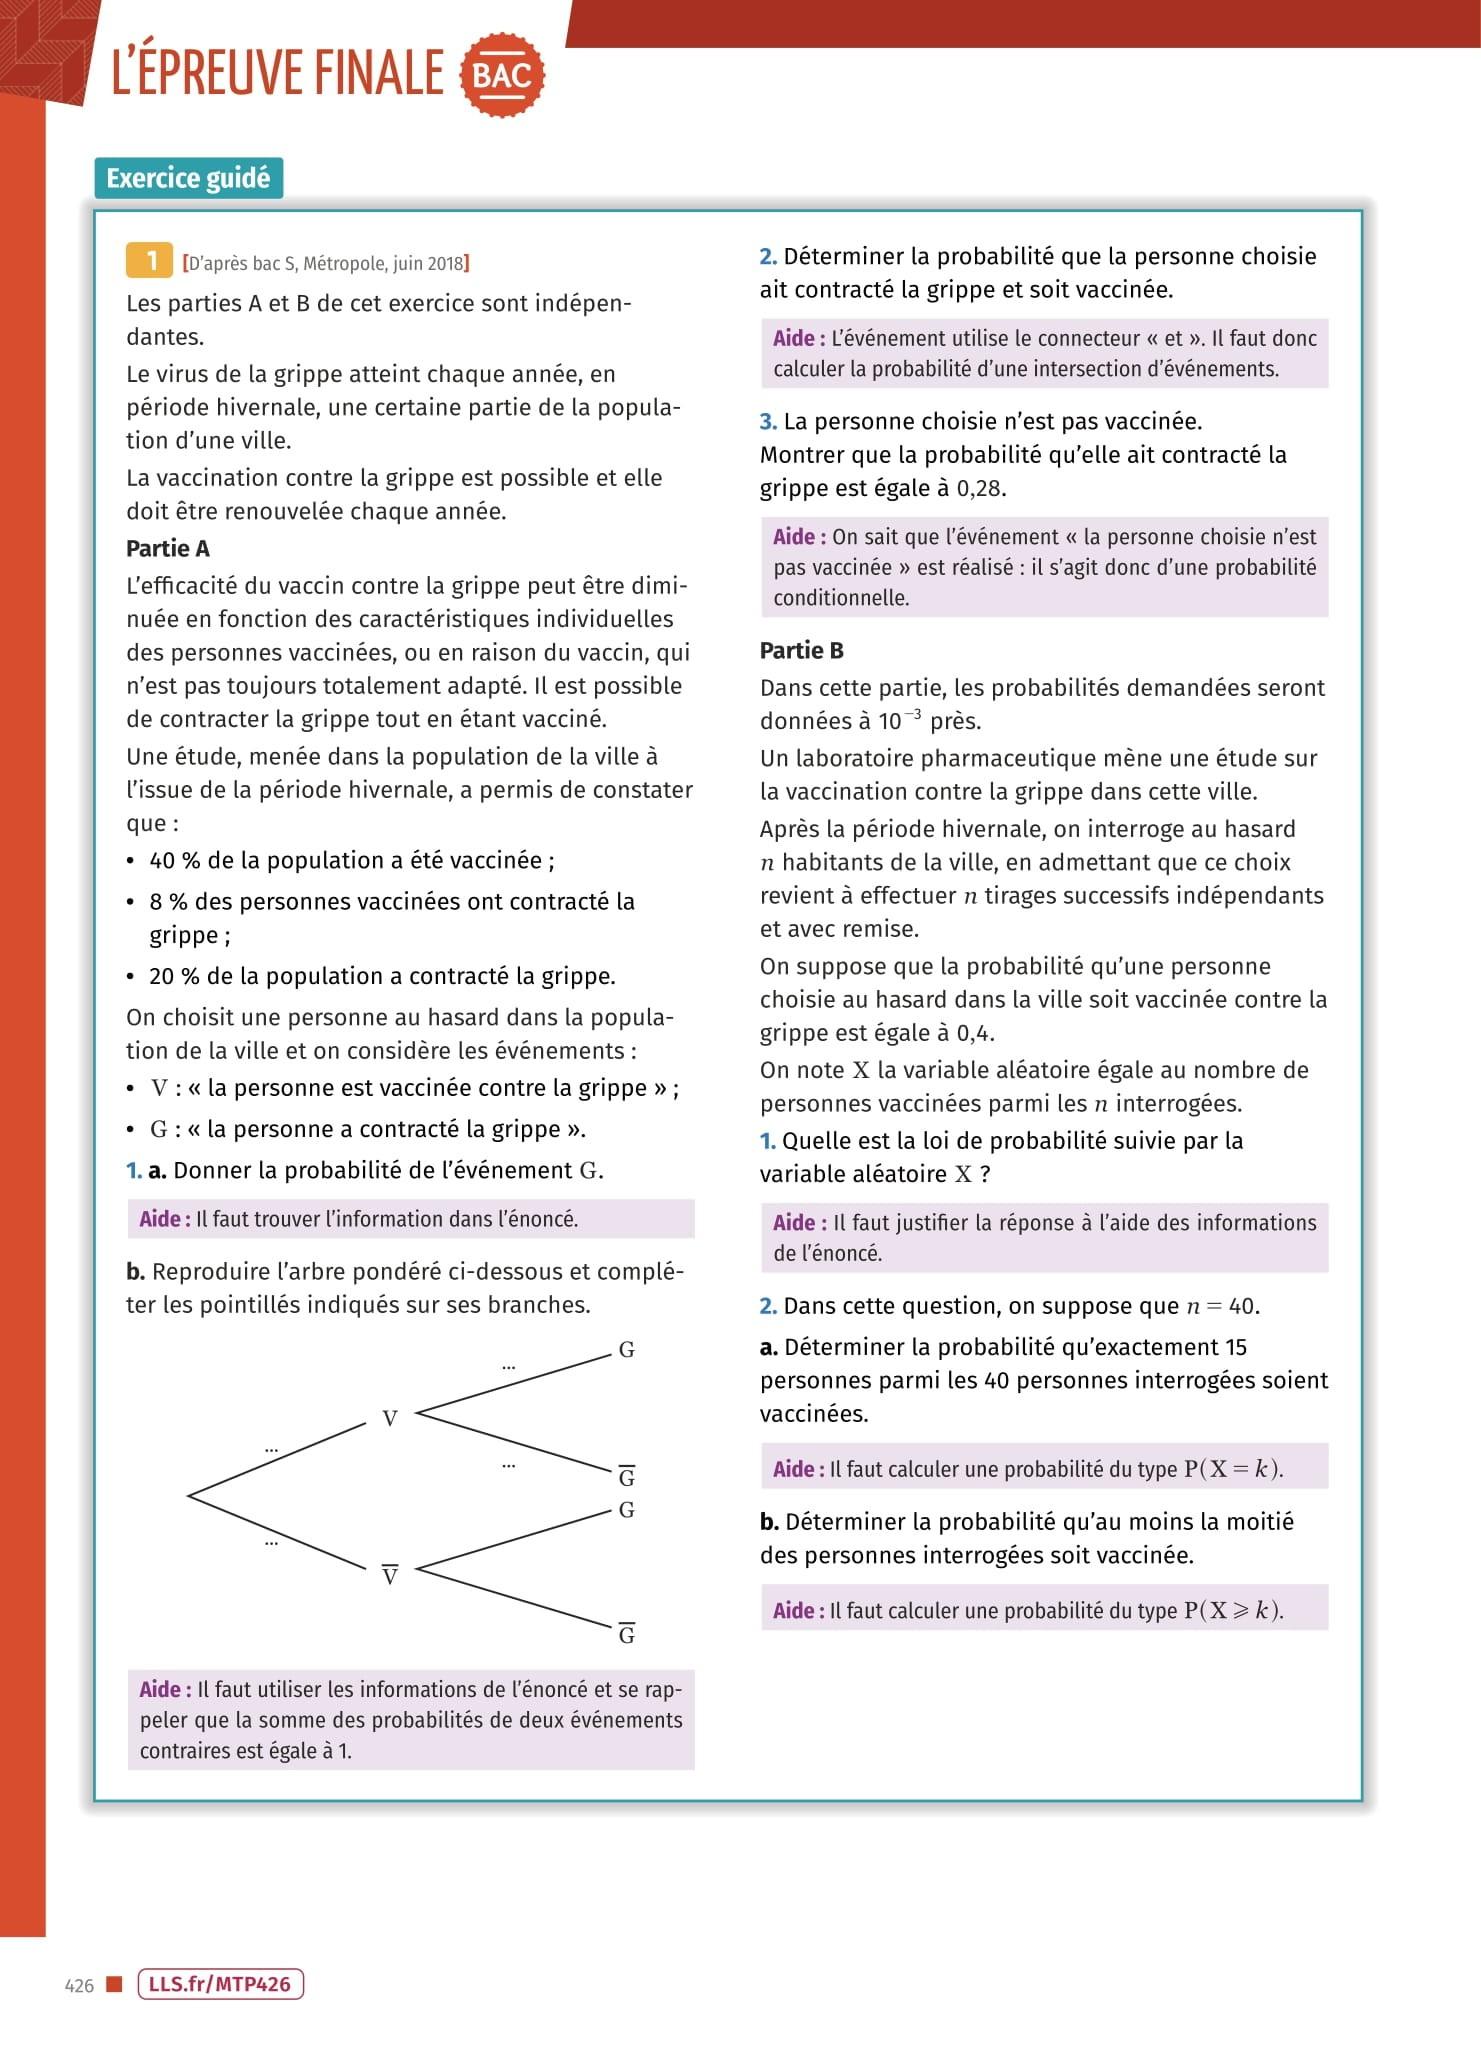 L'ÉPREUVE FINALE BAC
Exercice guidé
1 [D'après bac S, Métropole, juin 2018]
Les parties A et B de cet exercice sont indépen-
dantes.
Le virus de la grippe atteint chaque année, en
période hivernale, une certaine partie de la popula-
tion d'une ville.
La vaccination contre la grippe est possible et elle
doit être renouvelée chaque année.
Partie A
L'efficacité du vaccin contre la grippe peut être dimi-
nuée en fonction des caractéristiques individuelles
des personnes vaccinées, ou en raison du vaccin, qui
n'est pas toujours totalement adapté. Il est possible
de contracter la grippe tout en étant vacciné.
Une étude, menée dans la population de la ville à
l'issue de la période hivernale, a permis de constater
que :
• 40 % de la population a été vaccinée ;
• 8 % des personnes vaccinées ont contracté la
grippe ;
• 20 % de la population a contracté la grippe.
On choisit une personne au hasard dans la popula-
tion de la ville et on considère les événements :
• V : « la personne est vaccinée contre la grippe » ;
• G : « la personne a contracté la grippe ».
1. a. Donner la probabilité de l'événement G.
Aide : Il faut trouver l'information dans l'énoncé.
b. Reproduire l'arbre pondéré ci-dessous et complé-
ter les pointillés indiqués sur ses branches.
G
...
V
...
...
G̅
G
...
V̅
G̅
Aide : Il faut utiliser les informations de l'énoncé et se rap-
peler que la somme des probabilités de deux événements
contraires est égale à 1.
2. Déterminer la probabilité que la personne choisie
ait contracté la grippe et soit vaccinée.
Aide : L'événement utilise le connecteur « et ». Il faut donc
calculer la probabilité d'une intersection d'événements.
3. La personne choisie n'est pas vaccinée.
Montrer que la probabilité qu'elle ait contracté la
grippe est égale à 0,28.
Aide : On sait que l'événement « la personne choisie n'est
pas vaccinée » est réalisé : il s'agit donc d'une probabilité
conditionnelle.
Partie B
Dans cette partie, les probabilités demandées seront
données à 10⁻³ près.
Un laboratoire pharmaceutique mène une étude sur
la vaccination contre la grippe dans cette ville.
Après la période hivernale, on interroge au hasard
n habitants de la ville, en admettant que ce choix
revient à effectuer n tirages successifs indépendants
et avec remise.
On suppose que la probabilité qu'une personne
choisie au hasard dans la ville soit vaccinée contre la
grippe est égale à 0,4.
On note X la variable aléatoire égale au nombre de
personnes vaccinées parmi les n interrogées.
1. Quelle est la loi de probabilité suivie par la
variable aléatoire X ?
Aide : Il faut justifier la réponse à l'aide des informations
de l'énoncé.
2. Dans cette question, on suppose que n = 40.
a. Déterminer la probabilité qu'exactement 15
personnes parmi les 40 personnes interrogées soient
vaccinées.
Aide : Il faut calculer une probabilité du type P(X = k).
b. Déterminer la probabilité qu'au moins la moitié
des personnes interrogées soit vaccinée.
Aide : Il faut calculer une probabilité du type P(X ⩾ k).
426 LLS.fr/MTP426